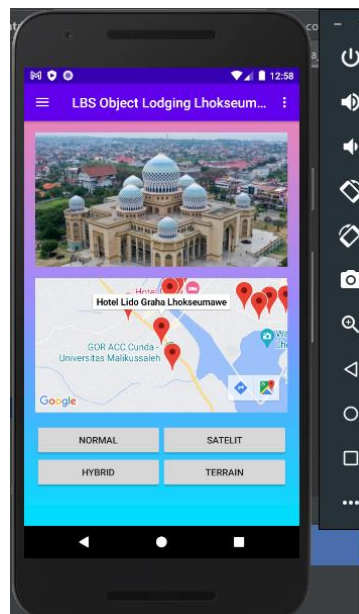 12:58
LBS Object Lodging Lhokseum...
Hotel
Hotel Lido Graha Lhokseumawe
GOR ACC Cunda -
Universitas Malikussaleh
Google
NORMAL
SATELIT
HYBRID
TERRAIN